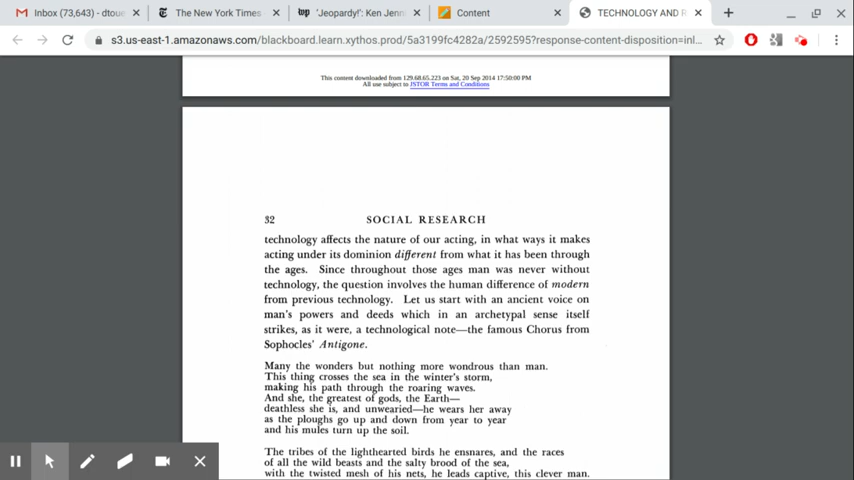 Inbox (73,643) - dtoue
The New York Times
'Jeopardy!': Ken Jenni
Content
TECHNOLOGY AND R
s3.us-east-1.amazonaws.com/blackboard.learn.xythos.prod/5a3199fc4282a/2592595?response-content-disposition=inl...
This content downloaded from 129.68.65.223 on Sat, 20 Sep 2014 17:50:00 PM
All use subject to JSTOR Terms and Conditions
32 SOCIAL RESEARCH
technology affects the nature of our acting, in what ways it makes
acting under its dominion different from what it has been through
the ages. Since throughout those ages man was never without
technology, the question involves the human difference of modern
from previous technology. Let us start with an ancient voice on
man's powers and deeds which in an archetypal sense itself
strikes, as it were, a technological note—the famous Chorus from
Sophocles' Antigone.
Many the wonders but nothing more wondrous than man.
This thing crosses the sea in the winter's storm,
making his path through the roaring waves.
And she, the greatest of gods, the Earth—
deathless she is, and unwearied—he wears her away
as the ploughs go up and down from year to year
and his mules turn up the soil.
The tribes of the lighthearted birds he ensnares, and the races
of all the wild beasts and the salty brood of the sea,
with the twisted mesh of his nets, he leads captive, this clever man.